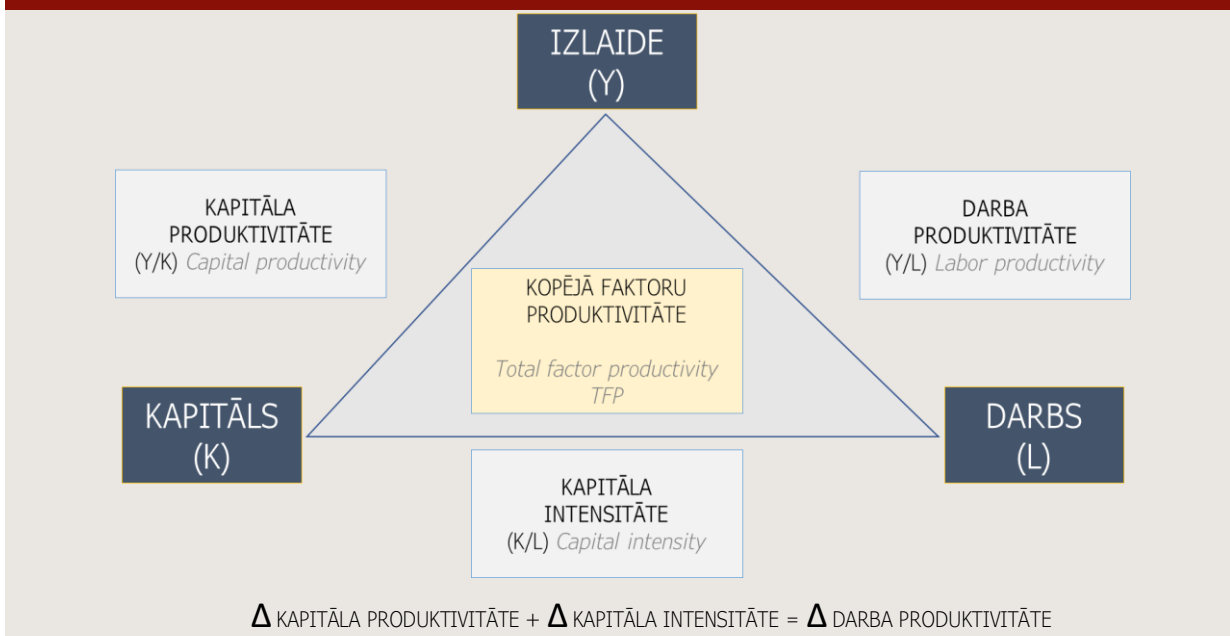 IZLAIDE
(Y)
KAPITĀLA
PRODUKTIVITĀTE
(Y/K) Capital productivity
DARBA
PRODUKTIVITĀTE
(Y/L) Labor productivity
KOPĒJĀ FAKTORU
PRODUKTIVITĀTE
Total factor productivity
TFP
KAPITĀLS
(K)
DARBS
(L)
KAPITĀLA
INTENSITĀTE
(K/L) Capital intensity
Δ KAPITĀLA PRODUKTIVITĀTE + Δ KAPITĀLA INTENSITĀTE = Δ DARBA PRODUKTIVITĀTE